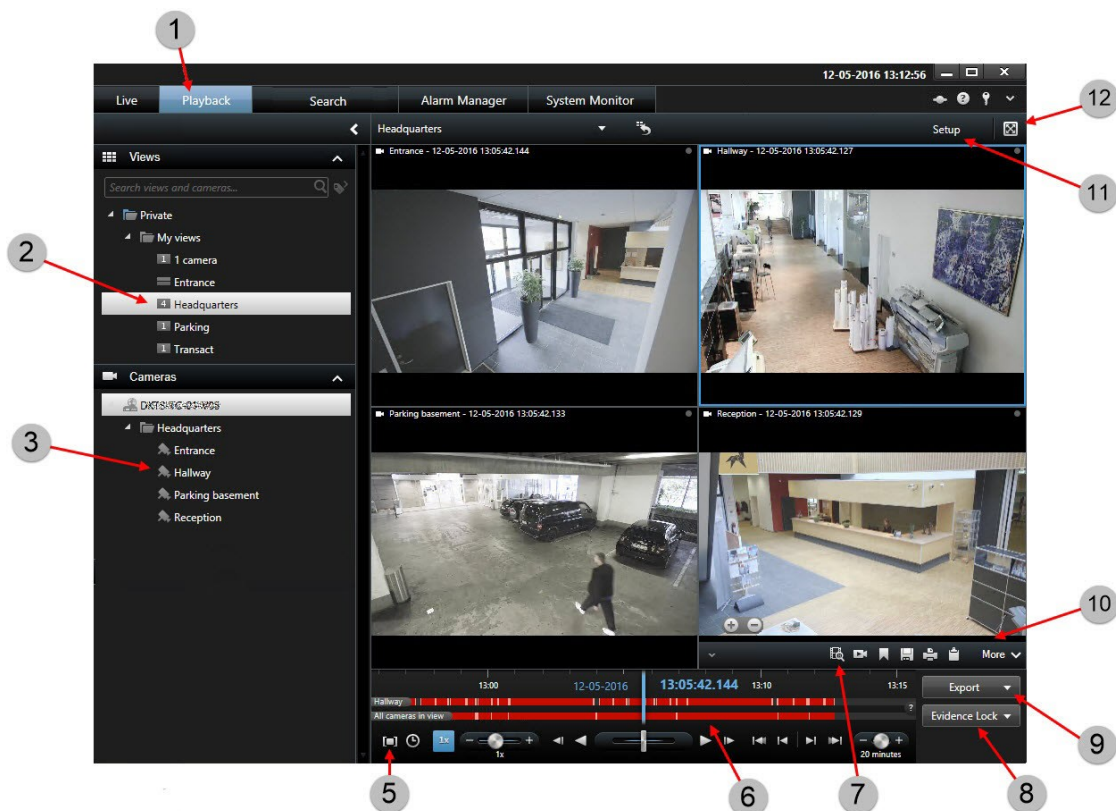 1
12-05-2016 13:12:56
Live
Playback
Search
Alarm Manager
System Monitor
12
Headquarters
Setup
Views
Entrance - 12-05-2016 13:05:42.144
Hallway - 12-05-2016 13:05:42.127
11
Search views and cameras...
Private
My views
2
1 1 camera
Entrance
4 Headquarters
1 Parking
1 Transact
Cameras
Parking basement - 12-05-2016 13:05:42.133
Reception - 12-05-2016 13:05:42.129
Headquarters
3
Entrance
Hallway
Parking basement
Reception
10
More
13:00
12-05-2016
13:05:42.144
13:10
13:15
Export
Hallway
?
All cameras in view
Evidence Lock
1x
1x
20 minutes
9
5
6
7
8